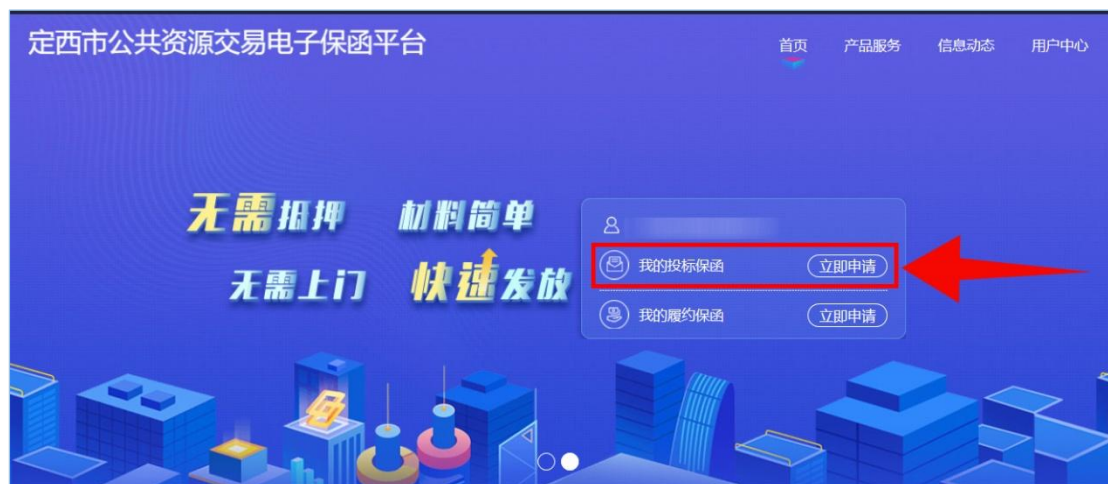 定西市公共资源交易电子保函平台
首页 产品服务 信息动态 用户中心
无需抵押 材料简单
无需上门 快速发放
我的投标保函 立即申请
我的履约保函 立即申请